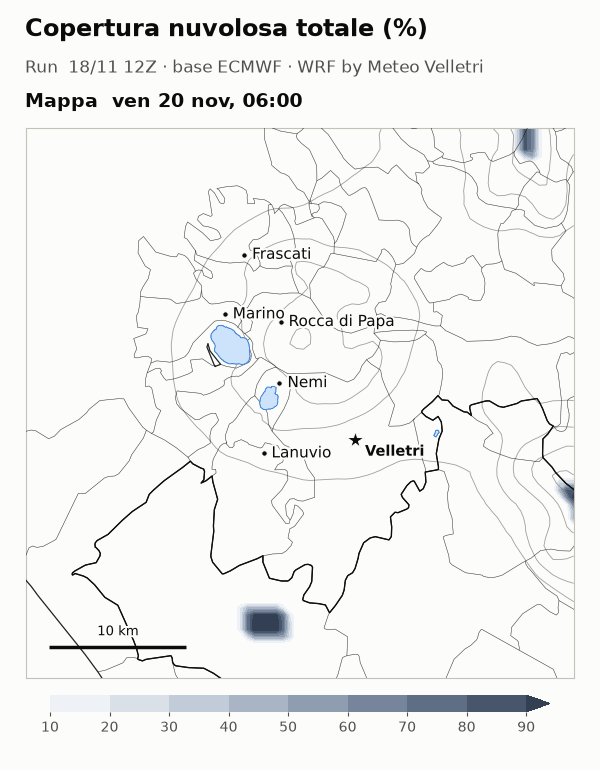 Copertura nuvolosa totale (%)
Run  18/11 12Z · base ECMWF · WRF by Meteo Velletri
Mappa  ven 20 nov, 06:00
Frascati
Marino
Rocca di Papa
Nemi
Velletri
Lanuvio
10 km
10 20 30 40 50 60 70 80 90